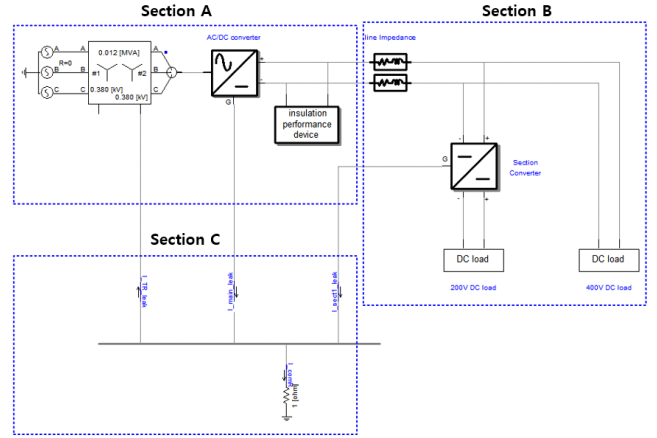 Section A
Section B
AC/DC converter
line Impedance
A
A
0.012 [MVA]
R=0
B
B
#1
#2
C
C
0.380 [kV]
0.380 [kV]
+
-
G
insulation
performance
device
-
+
G
Section
Converter
-
+
DC load
DC load
200V DC load
400V DC load
Section C
I_TR_leak
I_main_leak
I_sect1_leak
1 [ohm]